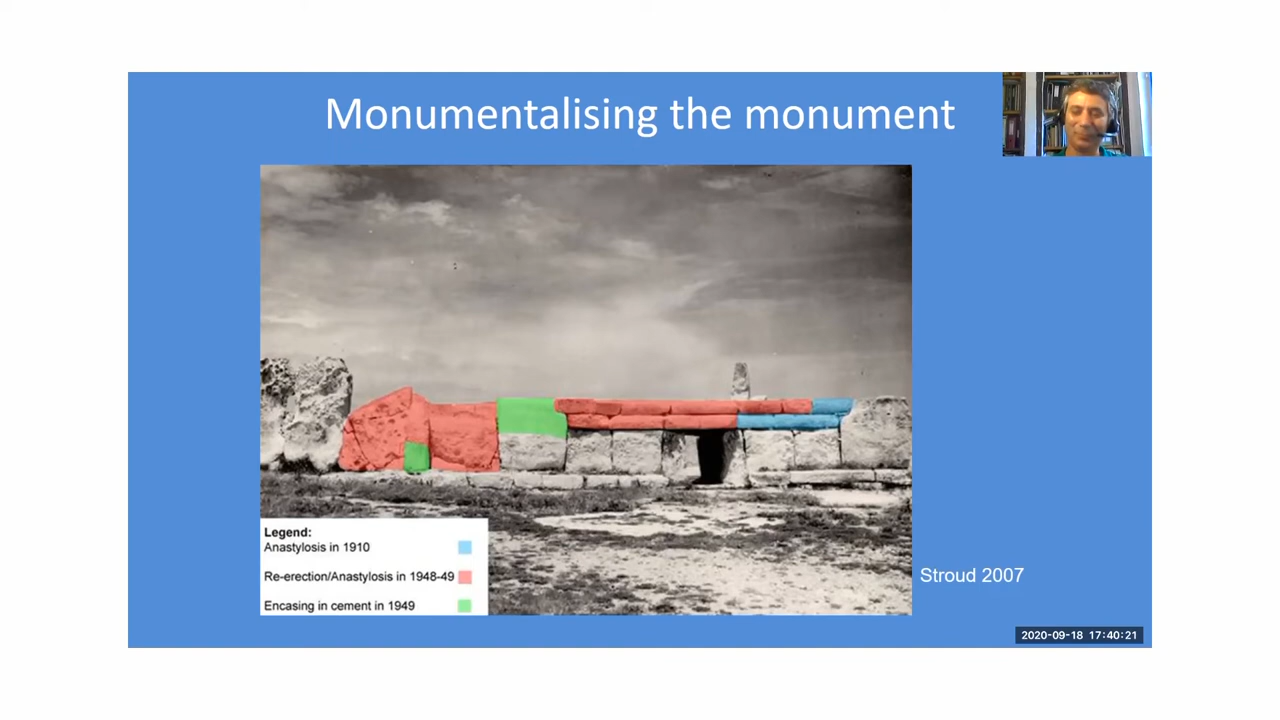 Monumentalising the monument
Legend:
Anastylosis in 1910
Re-erection/Anastylosis in 1948-49
Encasing in cement in 1949
Stroud 2007
2020-09-18 17:40:21